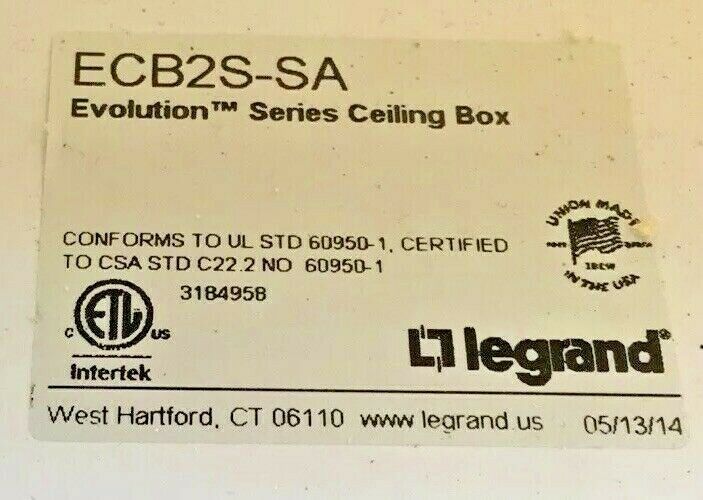 ECB2S-SA
Evolution™ Series Ceiling Box
UNION MADE
IBEW
IN THE USA
CONFORMS TO UL STD 60950-1, CERTIFIED
TO CSA STD C22.2 NO 60950-1
3184958
C ETL US
Intertek
legrand®
West Hartford, CT 06110 www.legrand.us 05/13/14